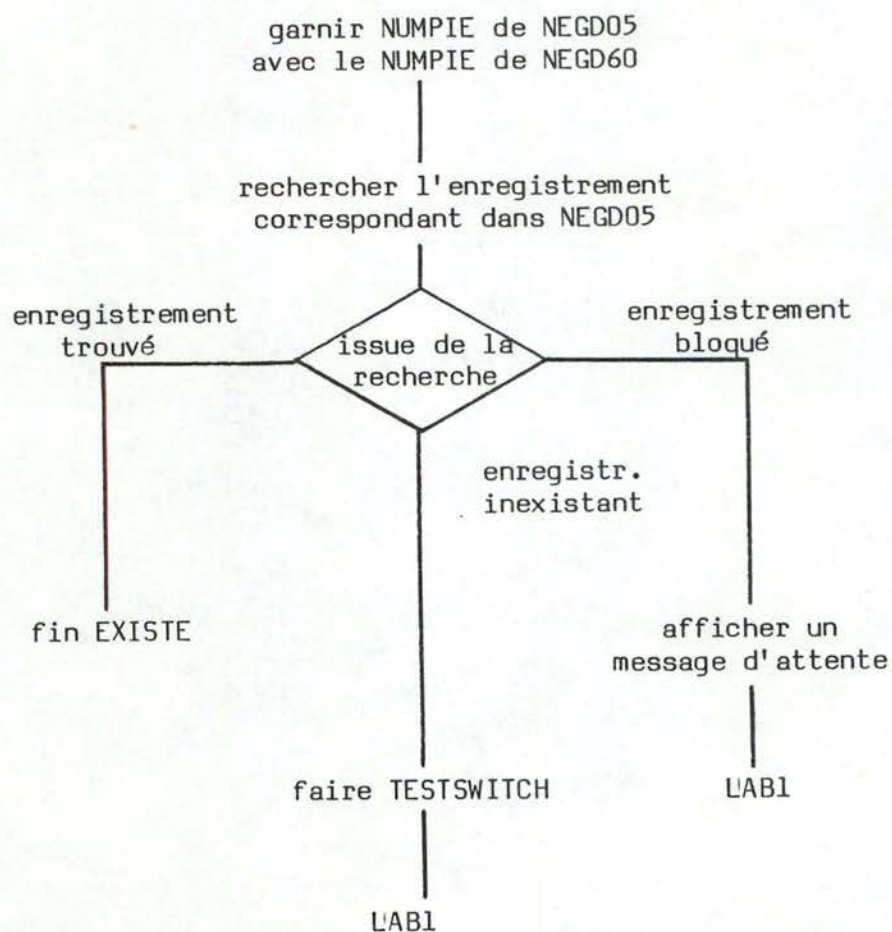 garnir NUMPIE de NEGD05
avec le NUMPIE de NEGD60
rechercher l'enregistrement
correspondant dans NEGD05
enregistrement
trouvé
issue de la
recherche
enregistrement
bloqué
enregistr.
inexistant
fin EXISTE
afficher un
message d'attente
faire TESTSWITCH
LAB1
LAB1